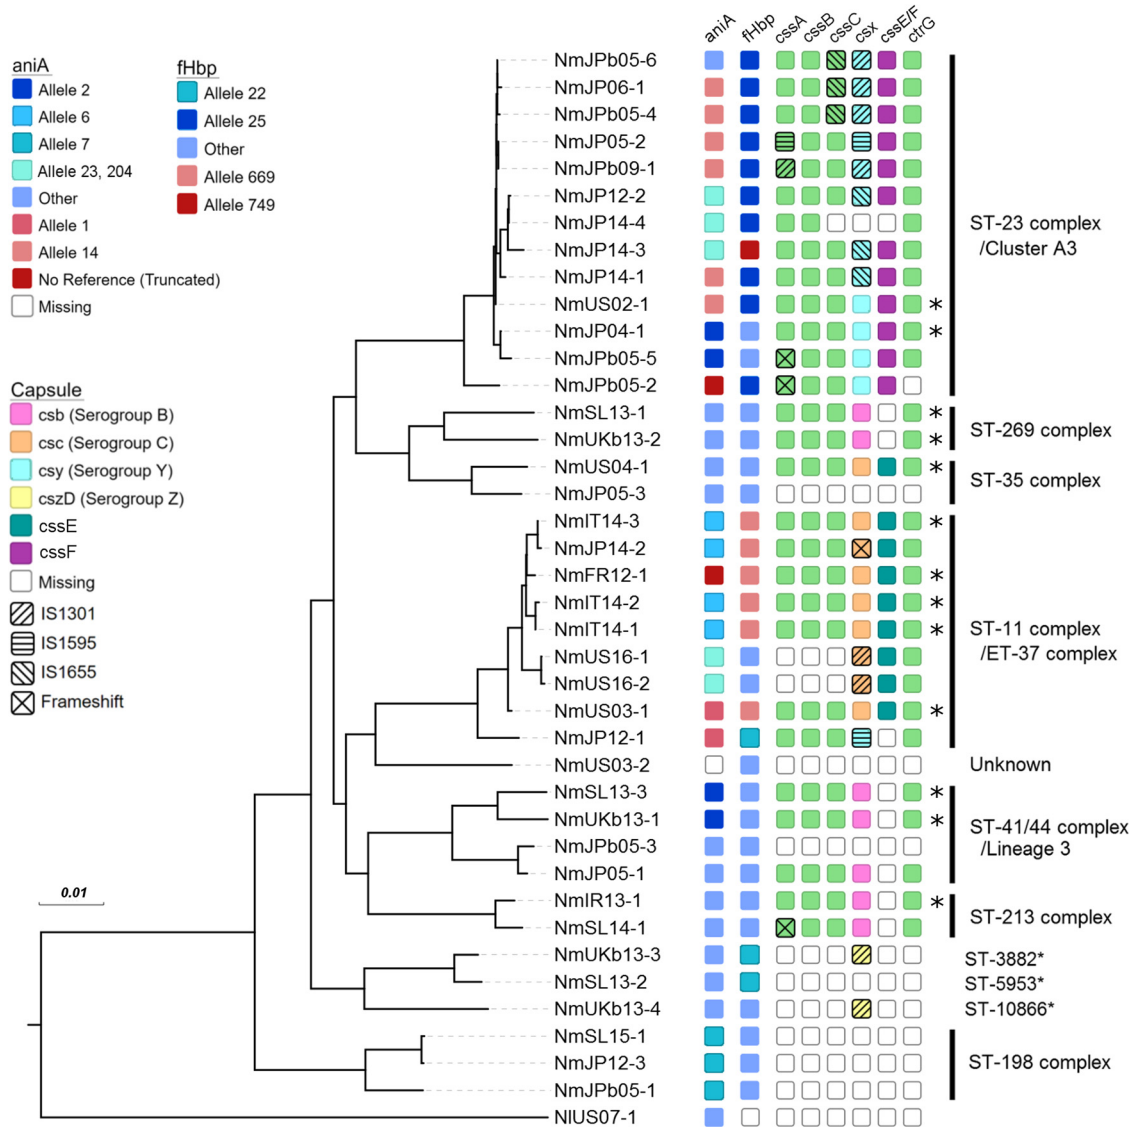 aniA fHbp cssA cssB cssC csx cssE/F ctrG
aniA
Allele 2
Allele 6
Allele 7
Allele 23, 204
Other
Allele 1
Allele 14
No Reference (Truncated)
Missing
fHbp
Allele 22
Allele 25
Other
Allele 669
Allele 749
Capsule
csb (Serogroup B)
csc (Serogroup C)
csy (Serogroup Y)
cszD (Serogroup Z)
cssE
cssF
Missing
IS1301
IS1595
IS1655
Frameshift
0.01
NmJPb05-6
NmJP06-1
NmJPb05-4
NmJP05-2
NmJPb09-1
NmJP12-2
NmJP14-4
NmJP14-3
NmJP14-1
NmUS02-1 *
NmJP04-1 *
NmJPb05-5
NmJPb05-2
NmSL13-1 *
NmUKb13-2 *
NmUS04-1 *
NmJP05-3
NmIT14-3 *
NmJP14-2
NmFR12-1 *
NmIT14-2 *
NmIT14-1 *
NmUS16-1
NmUS16-2
NmUS03-1 *
NmJP12-1
NmUS03-2
NmSL13-3 *
NmUKb13-1 *
NmJPb05-3
NmJP05-1
NmIR13-1 *
NmSL14-1
NmUKb13-3
NmSL13-2
NmUKb13-4
NmSL15-1
NmJP12-3
NmJPb05-1
NlUS07-1
ST-23 complex
/Cluster A3
ST-269 complex
ST-35 complex
ST-11 complex
/ET-37 complex
Unknown
ST-41/44 complex
/Lineage 3
ST-213 complex
ST-3882*
ST-5953*
ST-10866*
ST-198 complex